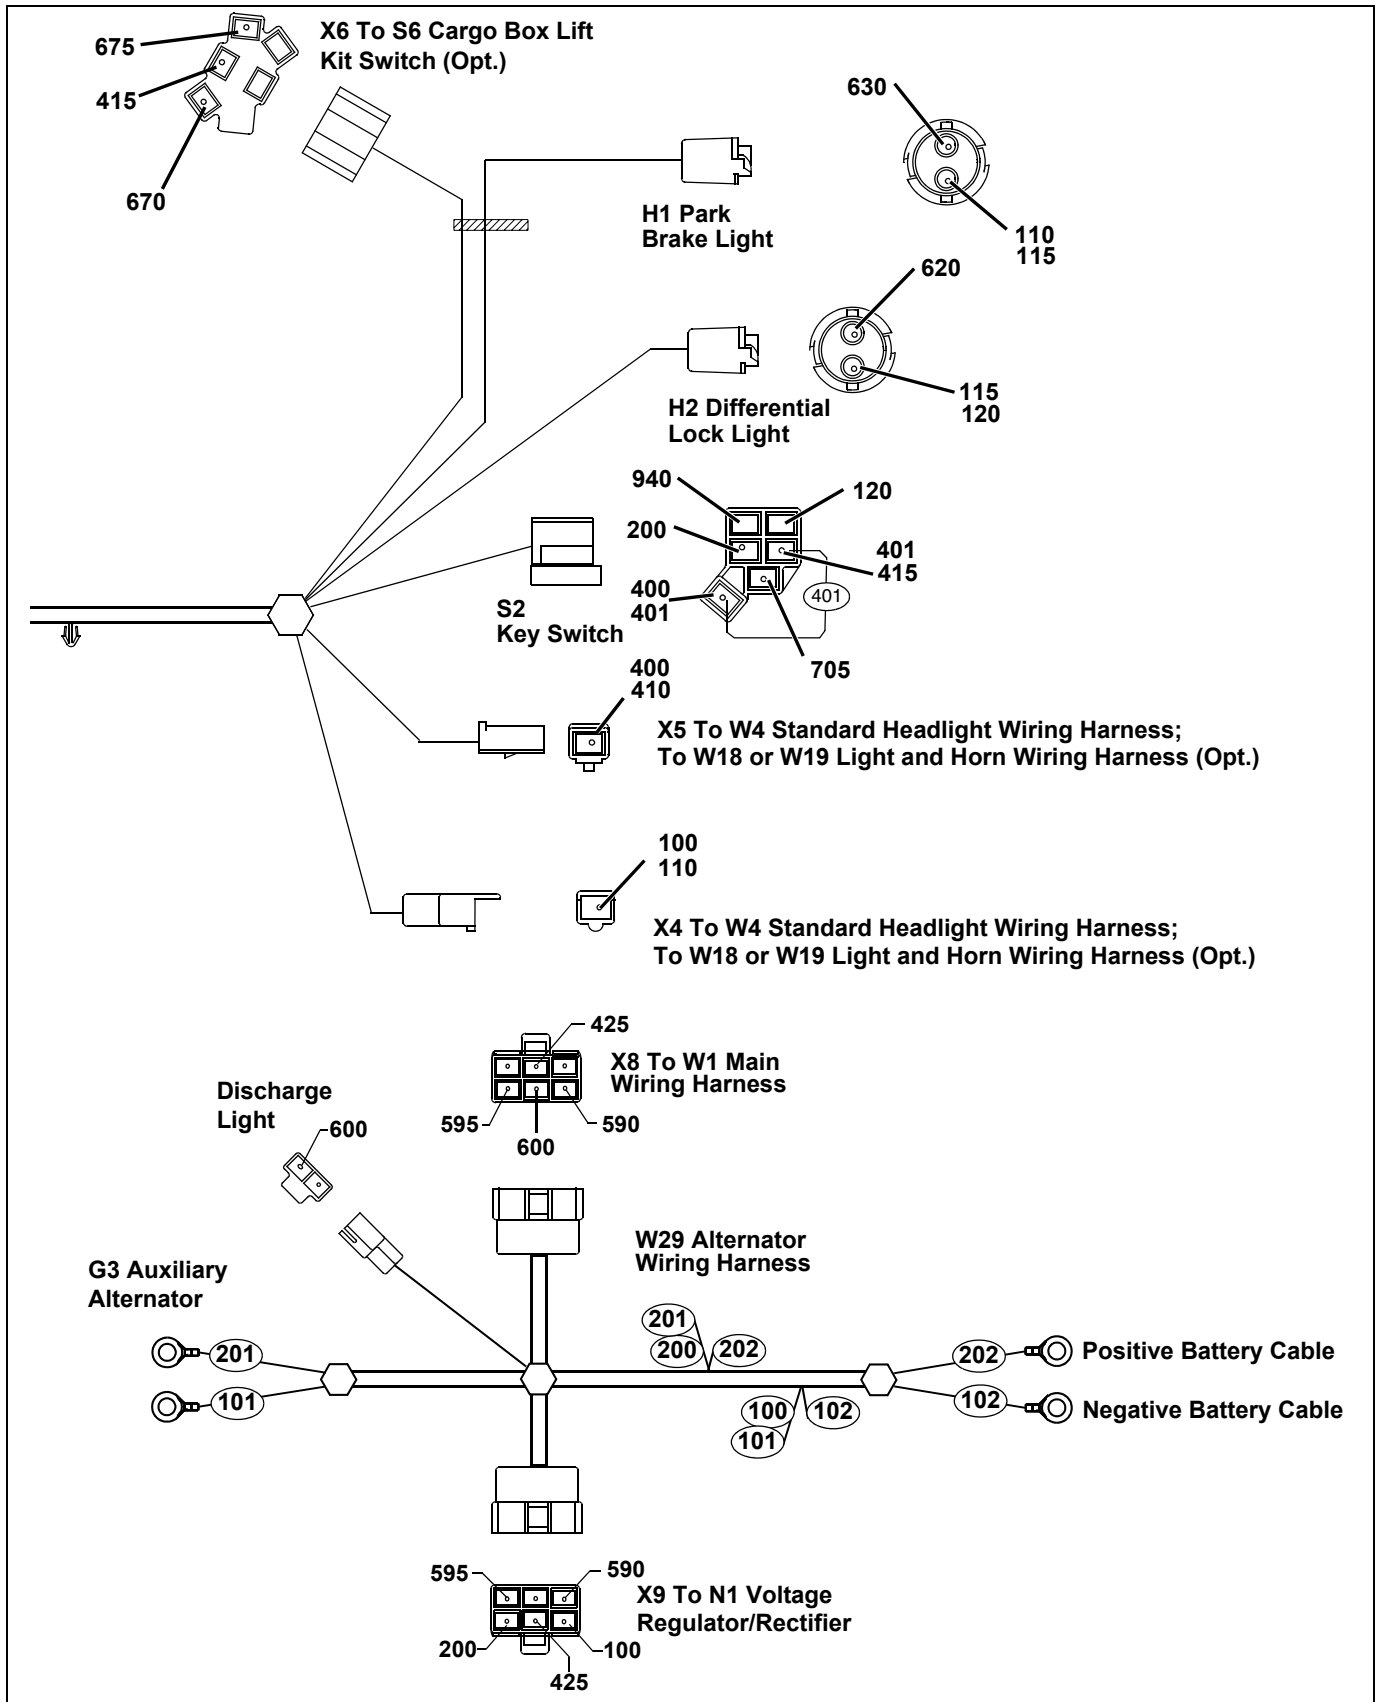 X6 To S6 Cargo Box Lift
Kit Switch (Opt.)
675
415
670
630
110
115
H1 Park
Brake Light
620
115
120
H2 Differential
Lock Light
940
120
200
401
415
400
401
401
705
S2
Key Switch
400
410
X5 To W4 Standard Headlight Wiring Harness;
To W18 or W19 Light and Horn Wiring Harness (Opt.)
100
110
X4 To W4 Standard Headlight Wiring Harness;
To W18 or W19 Light and Horn Wiring Harness (Opt.)
425
X8 To W1 Main
Wiring Harness
595
600
590
Discharge
Light
600
W29 Alternator
Wiring Harness
G3 Auxiliary
Alternator
201
101
201
200
202
100
102
101
202
Positive Battery Cable
102
Negative Battery Cable
595
590
X9 To N1 Voltage
Regulator/Rectifier
200
100
425